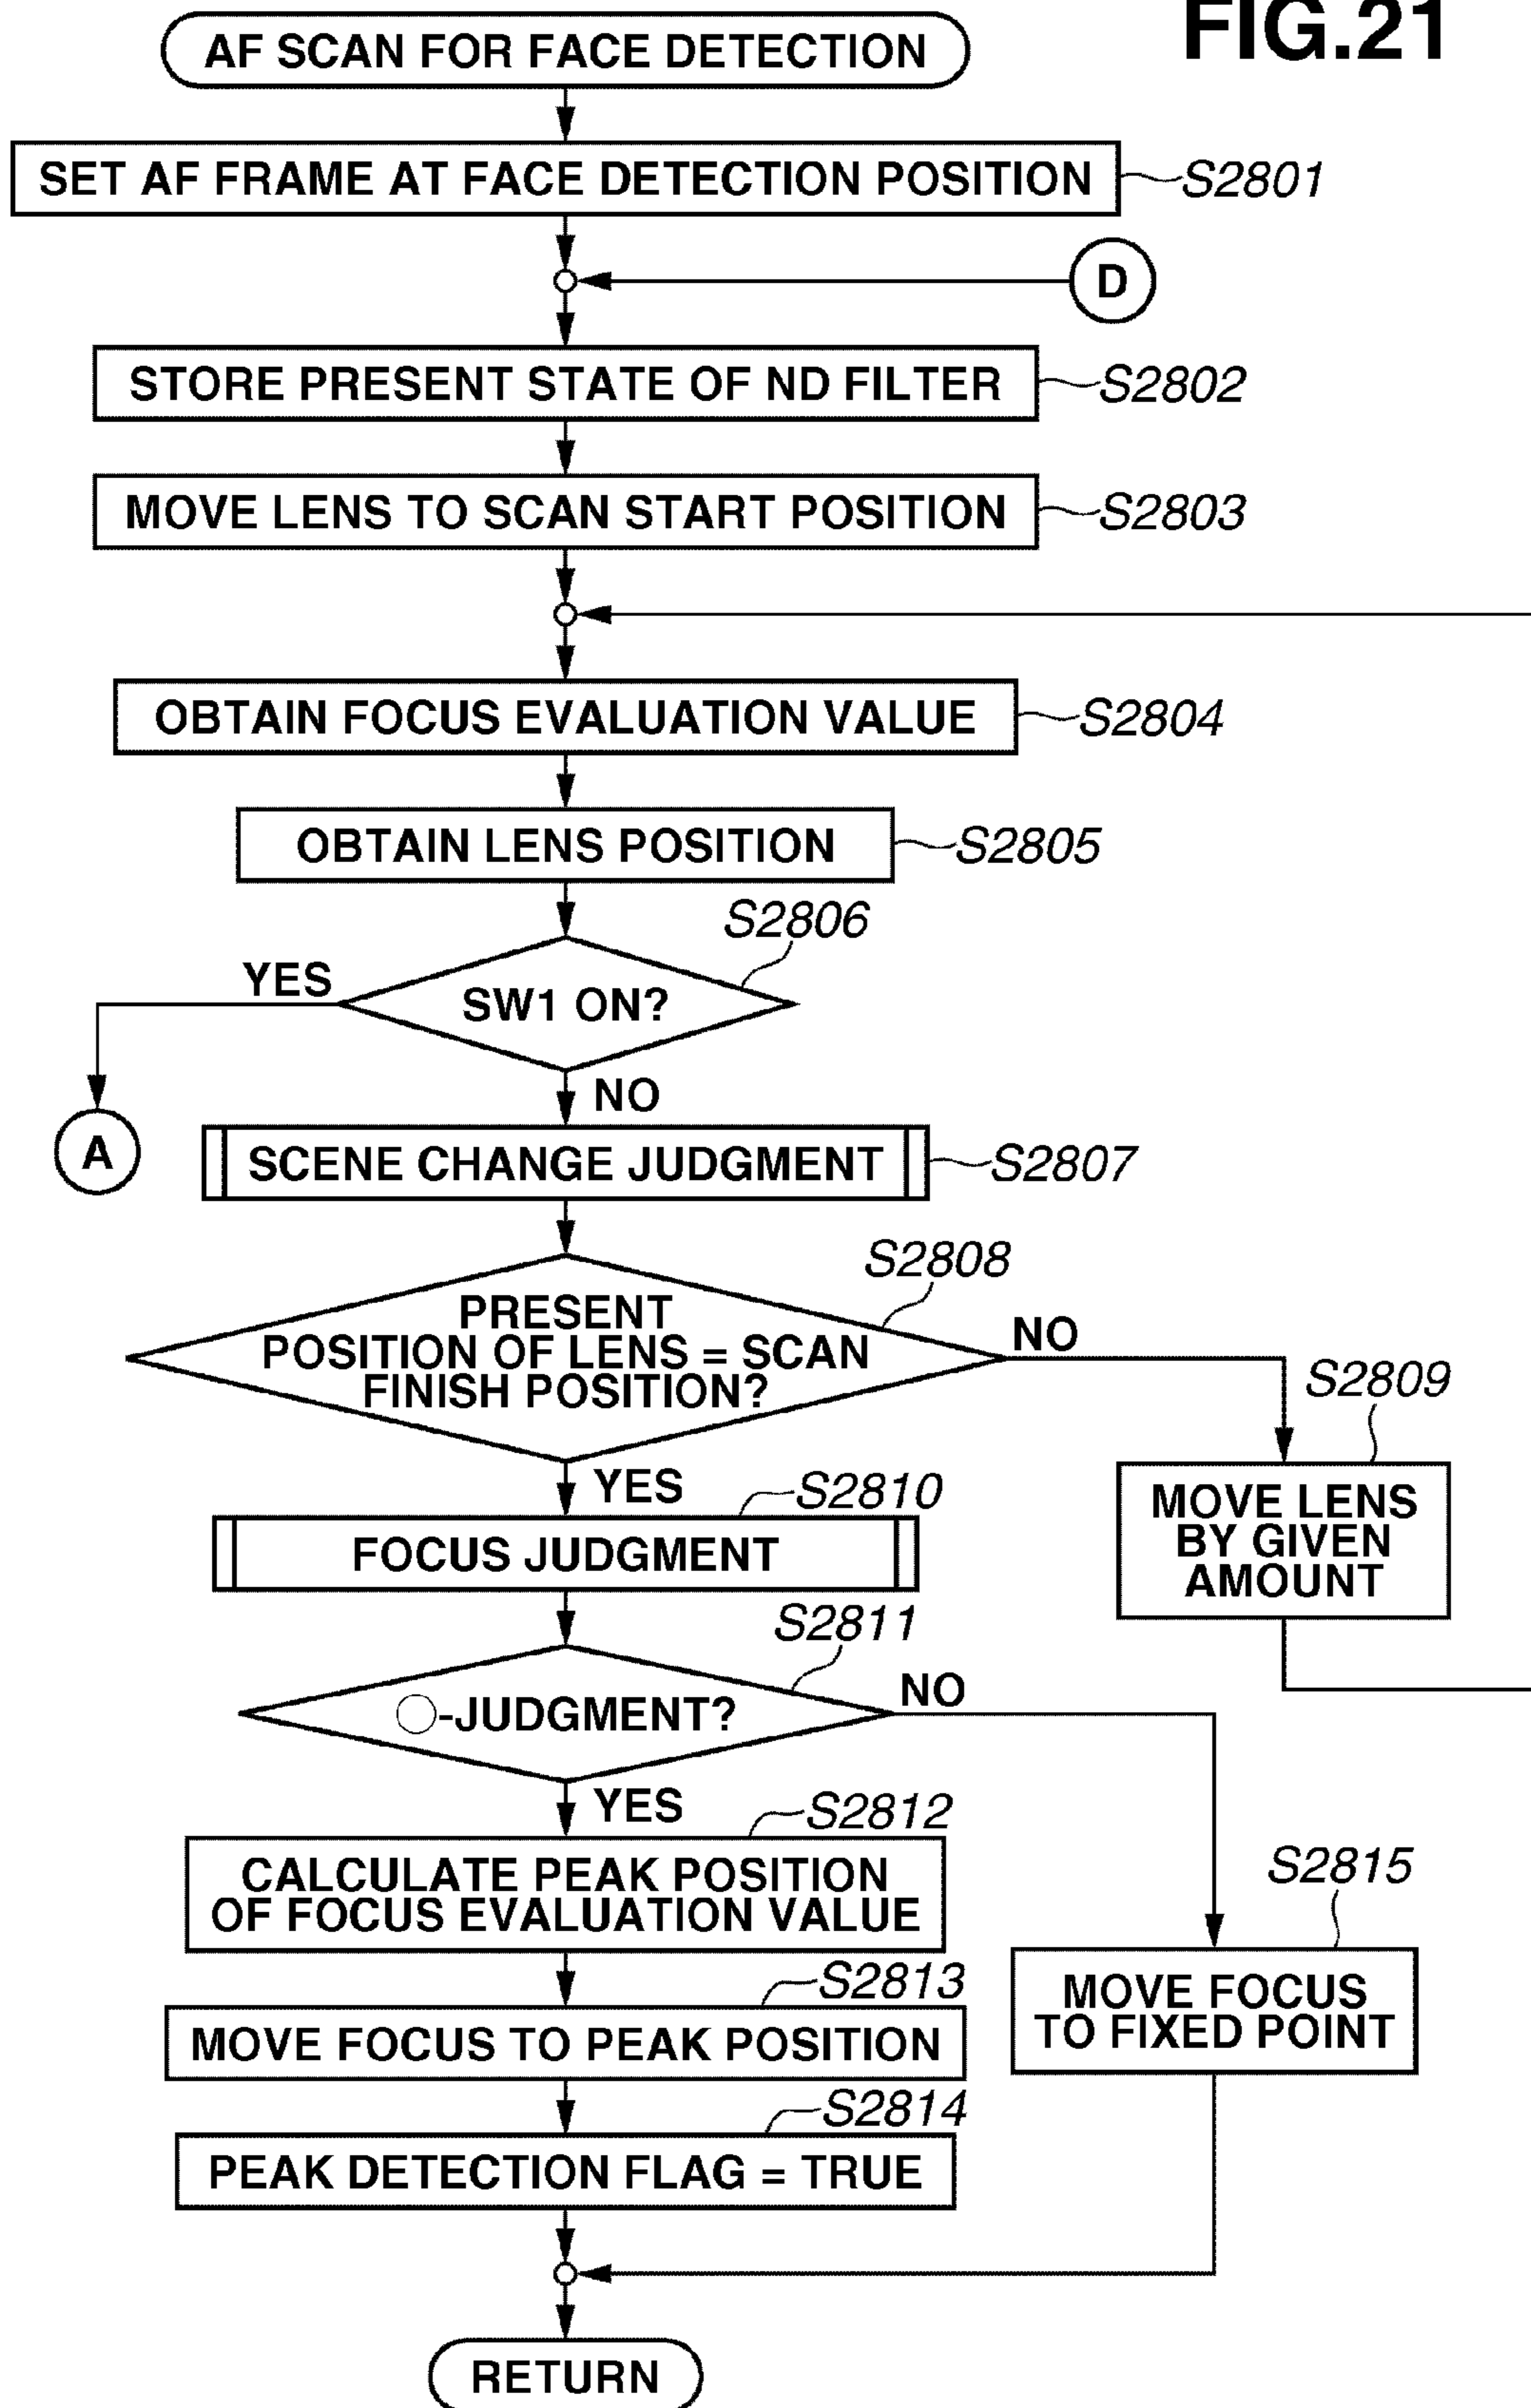 FIG.21
AF SCAN FOR FACE DETECTION
SET AF FRAME AT FACE DETECTION POSITION
S2801
D
STORE PRESENT STATE OF ND FILTER
S2802
MOVE LENS TO SCAN START POSITION
S2803
OBTAIN FOCUS EVALUATION VALUE
S2804
OBTAIN LENS POSITION
S2805
S2806
YES
SW1 ON?
NO
A
SCENE CHANGE JUDGMENT
S2807
S2808
PRESENT
POSITION OF LENS = SCAN
FINISH POSITION?
NO
S2809
MOVE LENS
BY GIVEN
AMOUNT
YES
S2810
FOCUS JUDGMENT
S2811
○-JUDGMENT?
NO
YES
S2812
CALCULATE PEAK POSITION
OF FOCUS EVALUATION VALUE
S2815
MOVE FOCUS
TO FIXED POINT
S2813
MOVE FOCUS TO PEAK POSITION
S2814
PEAK DETECTION FLAG = TRUE
RETURN